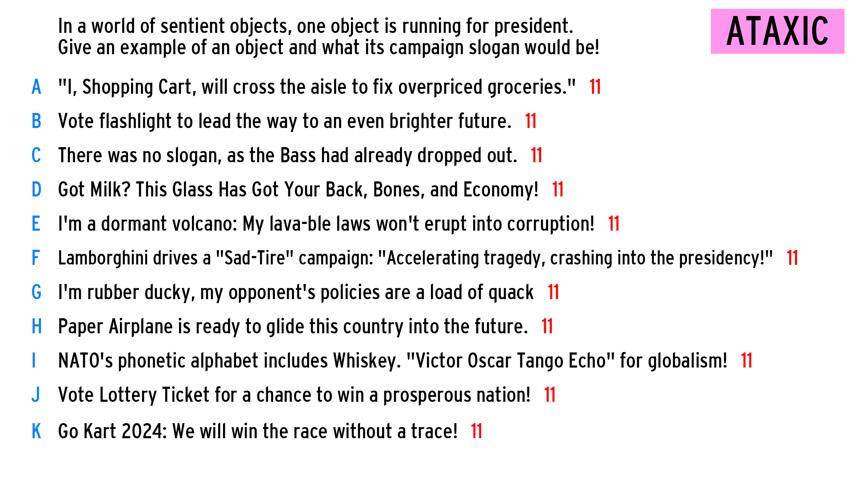 In a world of sentient objects, one object is running for president.
Give an example of an object and what its campaign slogan would be!
ATAXIC
A "I, Shopping Cart, will cross the aisle to fix overpriced groceries." 11
B Vote flashlight to lead the way to an even brighter future. 11
C There was no slogan, as the Bass had already dropped out. 11
D Got Milk? This Glass Has Got Your Back, Bones, and Economy! 11
E I'm a dormant volcano: My lava-ble laws won't erupt into corruption! 11
F Lamborghini drives a "Sad-Tire" campaign: "Accelerating tragedy, crashing into the presidency!" 11
G I'm rubber ducky, my opponent's policies are a load of quack 11
H Paper Airplane is ready to glide this country into the future. 11
I NATO's phonetic alphabet includes Whiskey. "Victor Oscar Tango Echo" for globalism! 11
J Vote Lottery Ticket for a chance to win a prosperous nation! 11
K Go Kart 2024: We will win the race without a trace! 11